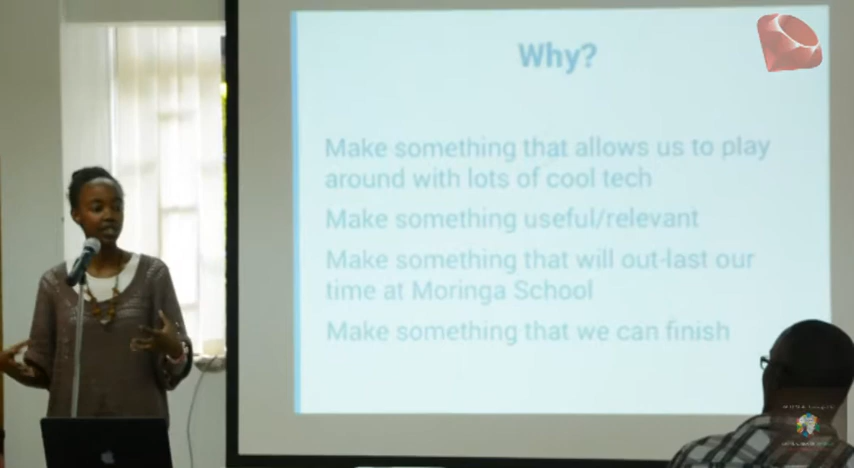 Why?
Make something that allows us to play
around with lots of cool tech
Make something useful/relevant
Make something that will out-last our
time at Moringa School
Make something that we can finish